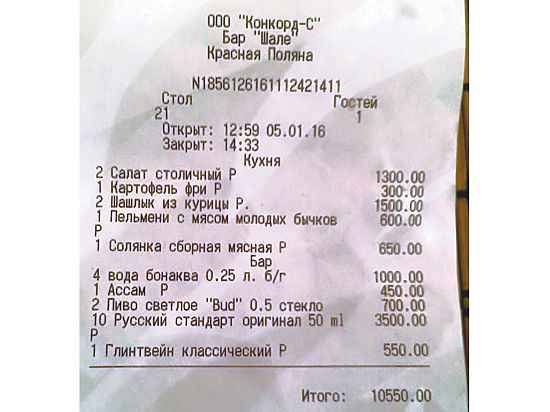 ООО "Конкорд-С"
Бар "Шале"
Красная Поляна
N1856126161112421411
Стол Гостей
21 1
Открыт: 12:59 05.01.16
Закрыт: 14:33
Кухня
2 Салат столичный Р 1300.00
1 Картофель фри Р 300.00
2 Шашлык из курицы Р. 1500.00
1 Пельмени с мясом молодых бычков 600.00
Р
1 Солянка сборная мясная Р 650.00
Бар
4 вода бонаква 0.25 л. б/г 1000.00
1 Ассам Р 450.00
2 Пиво светлое "Bud" 0.5 стекло 700.00
10 Русский стандарт оригинал 50 ml 3500.00
Р
1 Глинтвейн классический Р 550.00
Итого: 10550.00